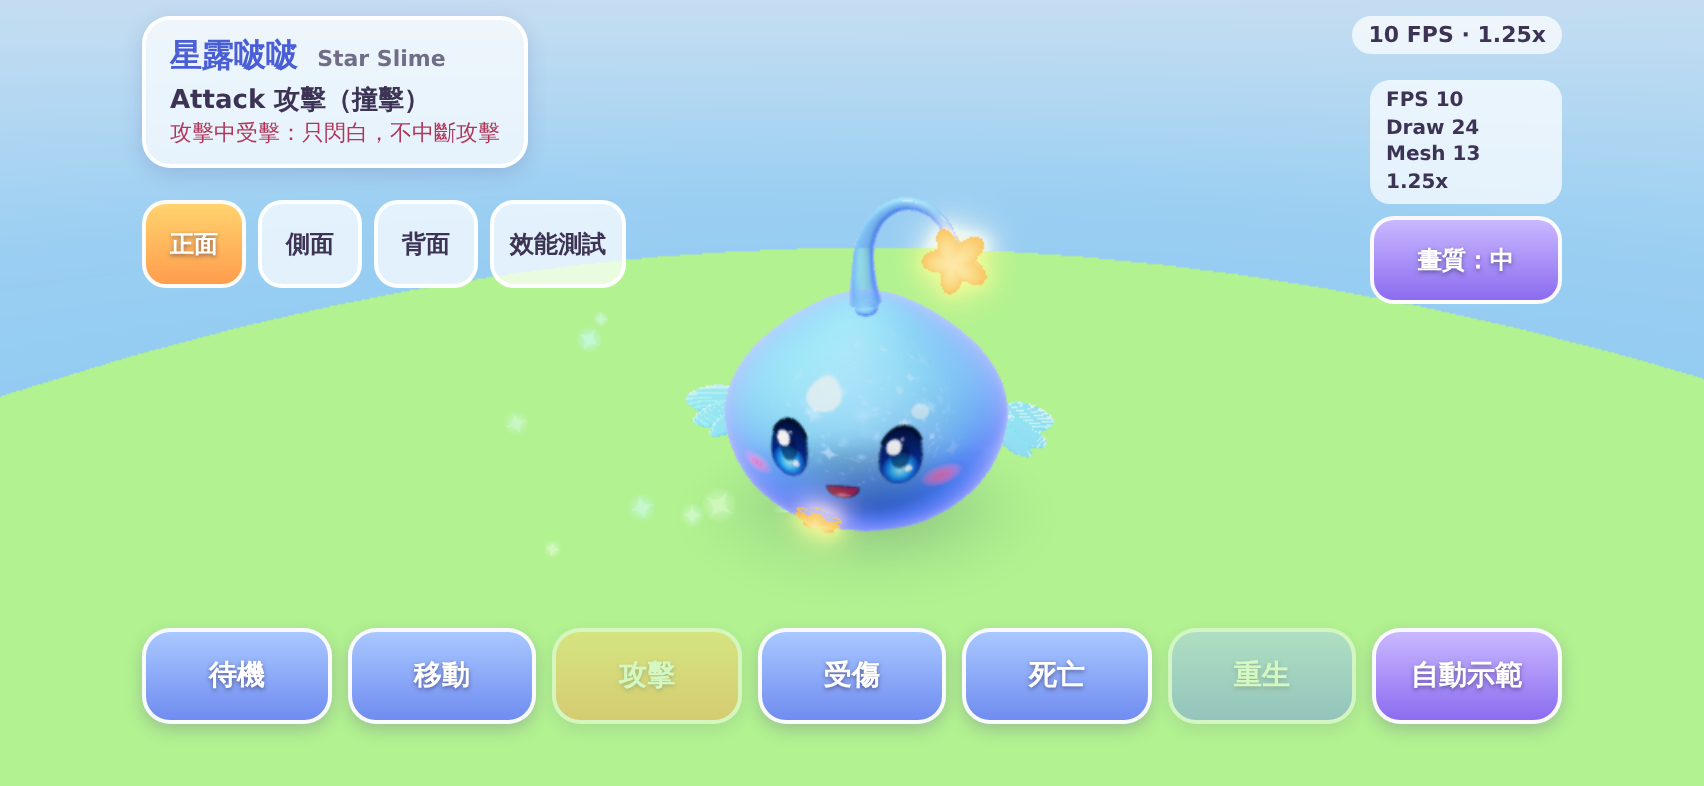 星露啵啵 Star Slime
Attack 攻擊（撞擊）
攻擊中受擊：只閃白，不中斷攻擊
10 FPS · 1.25x
FPS 10
Draw 24
Mesh 13
1.25x
正面 側面 背面 效能測試
畫質：中
待機 移動 攻擊 受傷 死亡 重生 自動示範